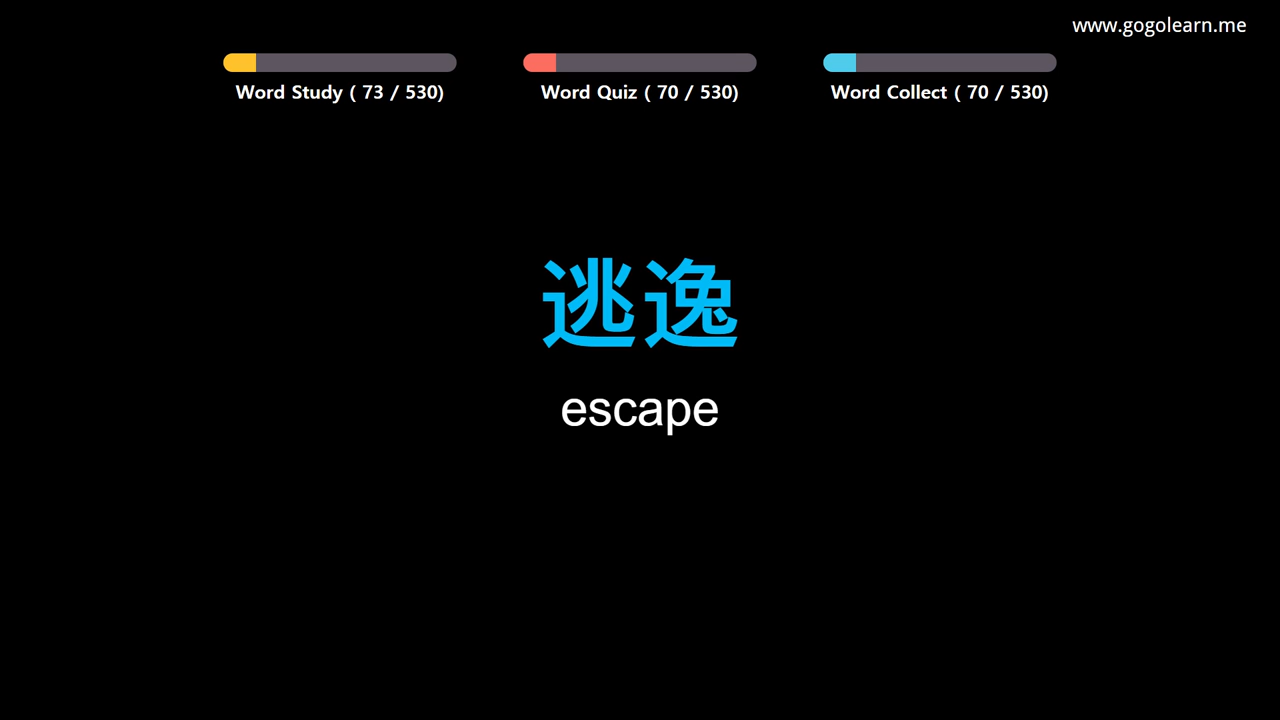 www.gogolearn.me
Word Study ( 73 / 530)
Word Quiz ( 70 / 530)
Word Collect ( 70 / 530)
逃逸
escape